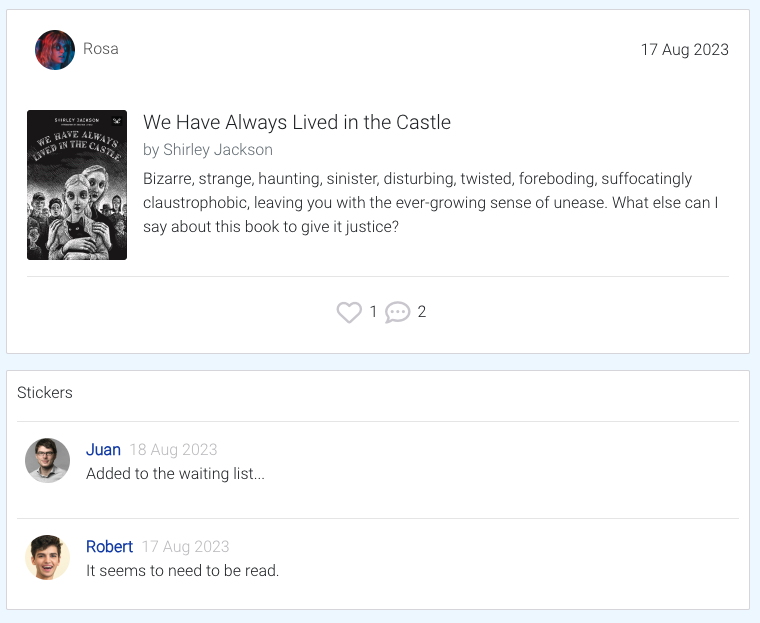 Rosa
17 Aug 2023
SHIRLEY JACKSON
WE HAVE ALWAYS
LIVED IN THE CASTLE
We Have Always Lived in the Castle
by Shirley Jackson
Bizarre, strange, haunting, sinister, disturbing, twisted, foreboding, suffocatingly
claustrophobic, leaving you with the ever-growing sense of unease. What else can I
say about this book to give it justice?
1
2
Stickers
Juan 18 Aug 2023
Added to the waiting list...
Robert 17 Aug 2023
It seems to need to be read.